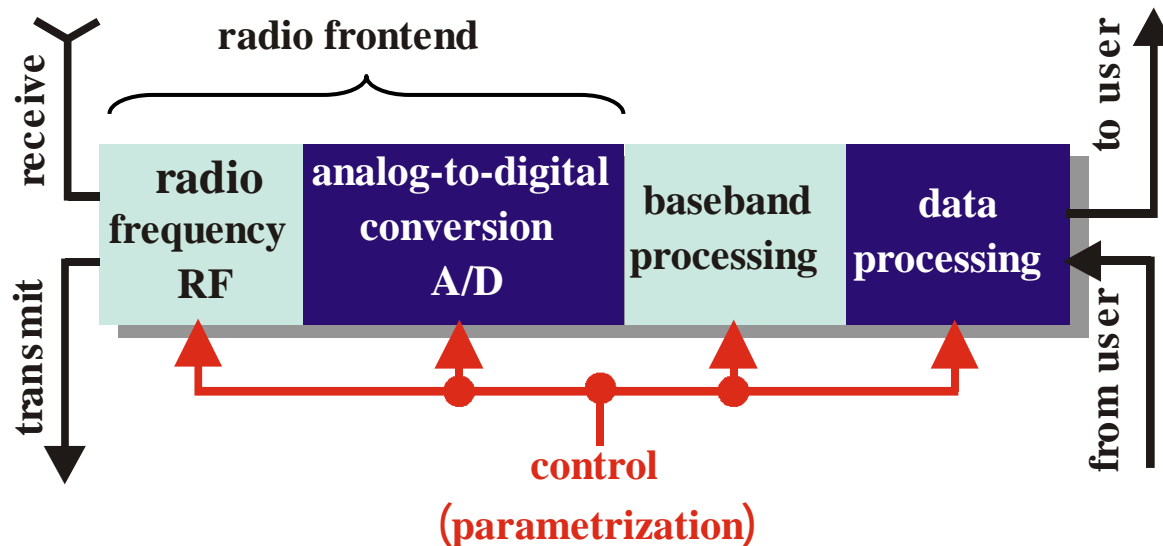 radio frontend
receive
transmit
radio
frequency
RF
analog-to-digital
conversion
A/D
baseband
processing
data
processing
to user
from user
control
(parametrization)